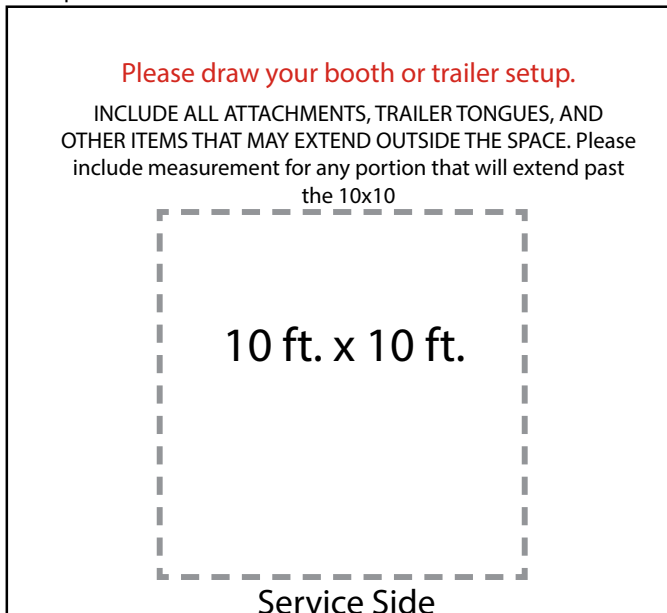 Please draw your booth or trailer setup.
INCLUDE ALL ATTACHMENTS, TRAILER TONGUES, AND
OTHER ITEMS THAT MAY EXTEND OUTSIDE THE SPACE. Please
include measurement for any portion that will extend past
the 10x10
10 ft. x 10 ft.
Service Side